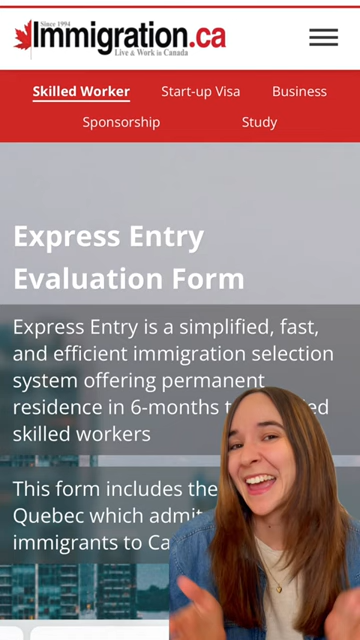 Since 1994
Immigration.ca
Live & Work in Canada
Skilled Worker
Start-up Visa
Business
Sponsorship
Study
Express Entry
Evaluation Form
Express Entry is a simplified, fast,
and efficient immigration selection
system offering permanent
residence in 6-months
skilled workers
This form includes the
Quebec which
immigrants to